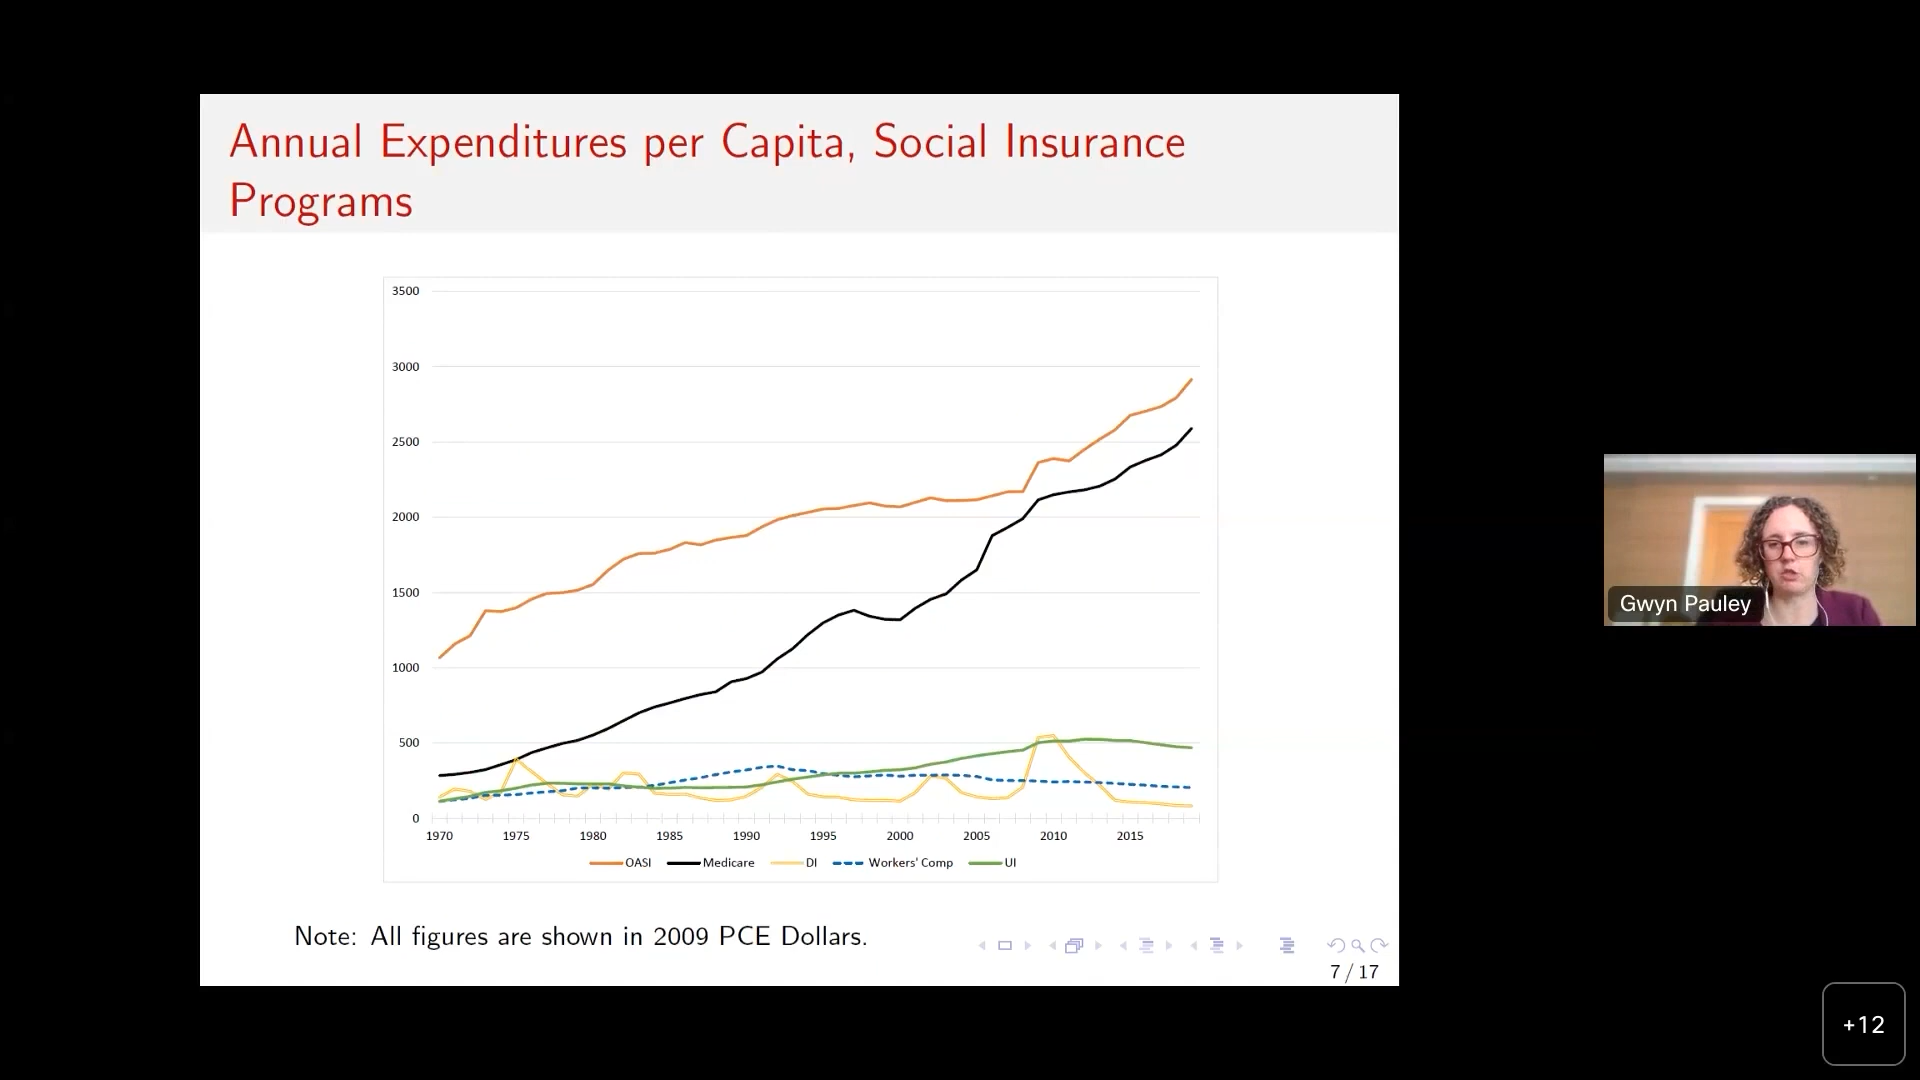 Annual Expenditures per Capita, Social Insurance
Programs
3500
3000
2500
2000
1500
1000
500
0
1970 1975 1980 1985 1990 1995 2000 2005 2010 2015
OASI Medicare DI Workers' Comp UI
Note: All figures are shown in 2009 PCE Dollars.
7 / 17
Gwyn Pauley
+12